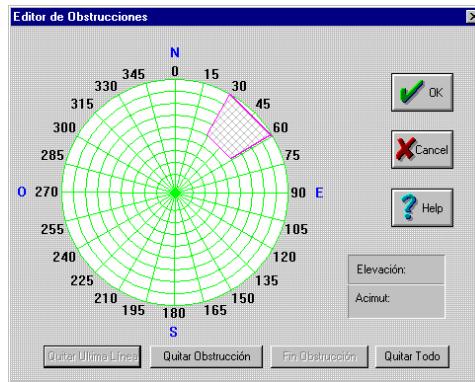 Editor de Obstrucciones
N
345 0 15
330 30
315 45
300 60
285 75
O 270 90 E
255 105
240 120
225 135
210 150
195 180 165
S
OK
Cancel
Help
Elevación:
Acimut:
Quitar Ultima Línea Quitar Obstrucción Fin Obstrucción Quitar Todo